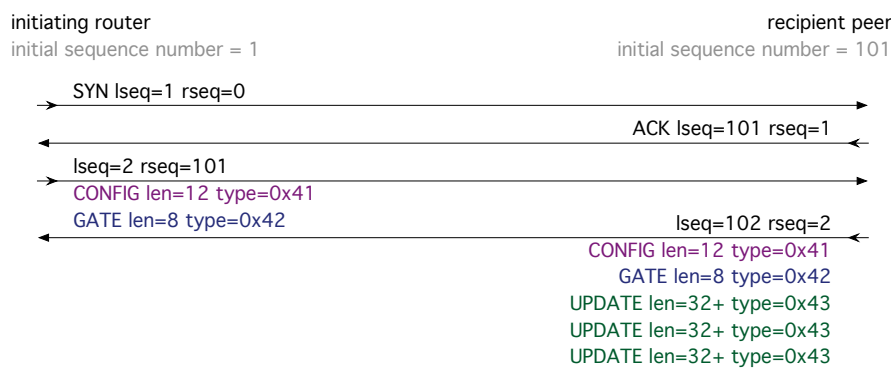 initiating router
recipient peer
initial sequence number = 1
initial sequence number = 101
SYN lseq=1 rseq=0
ACK lseq=101 rseq=1
lseq=2 rseq=101
CONFIG len=12 type=0x41
GATE len=8 type=0x42
lseq=102 rseq=2
CONFIG len=12 type=0x41
GATE len=8 type=0x42
UPDATE len=32+ type=0x43
UPDATE len=32+ type=0x43
UPDATE len=32+ type=0x43